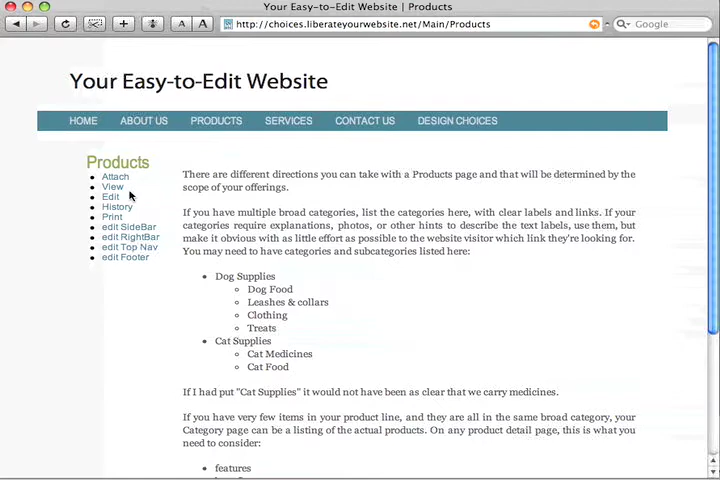 Your Easy-to-Edit Website | Products
http://choices.liberateyourwebsite.net/Main/Products
Google
Your Easy-to-Edit Website
HOME ABOUT US PRODUCTS SERVICES CONTACT US DESIGN CHOICES
Products
Attach
View
Edit
History
Print
edit SideBar
edit RightBar
edit Top Nav
edit Footer
There are different directions you can take with a Products page and that will be determined by the
scope of your offerings.
If you have multiple broad categories, list the categories here, with clear labels and links. If your
categories require explanations, photos, or other hints to describe the text labels, use them, but
make it obvious with as little effort as possible to the website visitor which link they're looking for.
You may need to have categories and subcategories listed here:
Dog Supplies
Dog Food
Leashes & collars
Clothing
Treats
Cat Supplies
Cat Medicines
Cat Food
If I had put "Cat Supplies" it would not have been as clear that we carry medicines.
If you have very few items in your product line, and they are all in the same broad category, your
Category page can be a listing of the actual products. On any product detail page, this is what you
need to consider:
features